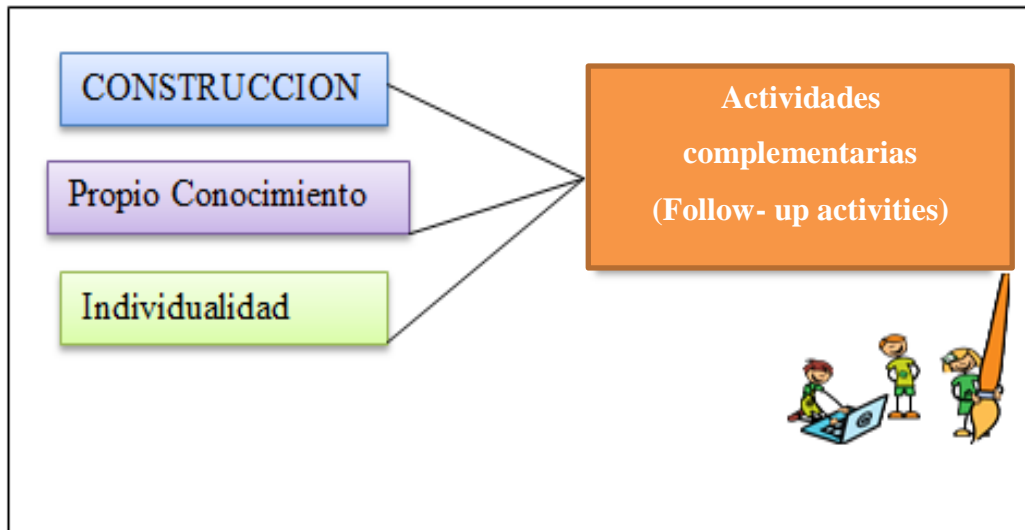 CONSTRUCCION
Propio Conocimiento
Individualidad
Actividades
complementarias
(Follow- up activities)